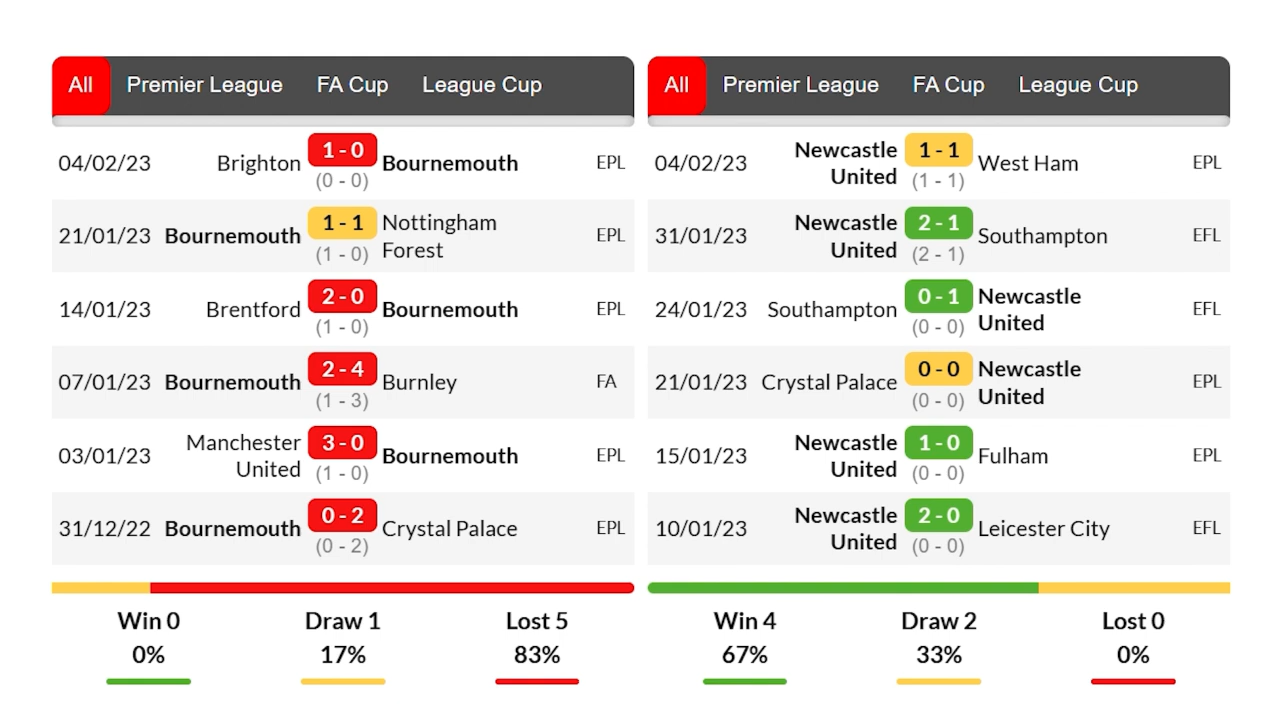 All Premier League FA Cup League Cup
04/02/23 Brighton 1 - 0 (0 - 0) Bournemouth EPL
21/01/23 Bournemouth 1 - 1 (1 - 0) Nottingham Forest EPL
14/01/23 Brentford 2 - 0 (1 - 0) Bournemouth EPL
07/01/23 Bournemouth 2 - 4 (1 - 3) Burnley FA
03/01/23 Manchester United 3 - 0 (1 - 0) Bournemouth EPL
31/12/22 Bournemouth 0 - 2 (0 - 2) Crystal Palace EPL
Win 0 Draw 1 Lost 5
0% 17% 83%
All Premier League FA Cup League Cup
04/02/23 Newcastle United 1 - 1 (1 - 1) West Ham EPL
31/01/23 Newcastle United 2 - 1 (2 - 1) Southampton EFL
24/01/23 Southampton 0 - 1 (0 - 0) Newcastle United EFL
21/01/23 Crystal Palace 0 - 0 (0 - 0) Newcastle United EPL
15/01/23 Newcastle United 1 - 0 (0 - 0) Fulham EPL
10/01/23 Newcastle United 2 - 0 (0 - 0) Leicester City EFL
Win 4 Draw 2 Lost 0
67% 33% 0%